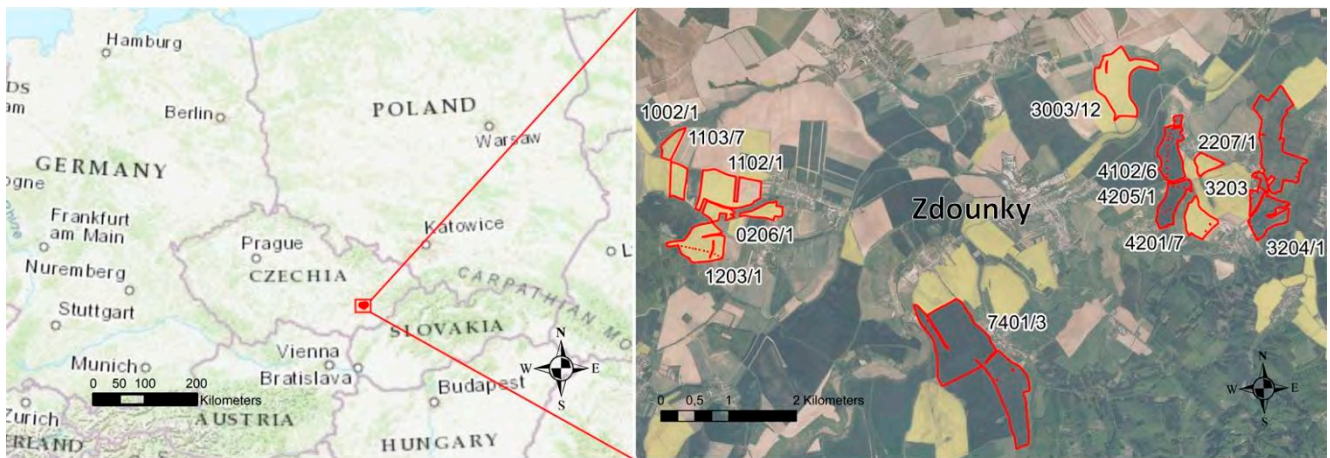 Hamburg
DS
am
Berlin
POLAND
Warsaw
GERMANY
ogne
Frankfurt
am Main
Prague
Katowice
CZECHIA
Nuremberg
CARPATHIAN MO
Stuttgart
SLOVAKIA
Vienna
Munich
Bratislava
Budapest
0 50 100 200
Kilometers
Zurich
AUSTRIA
ERLAND
HUNGARY
N
W E
S
3003/12
1002/1
1103/7
1102/1
2207/1
4102/6
3203
4205/1
Zdounky
0206/1
4201/7
3204/1
1203/1
7401/3
0 0,5 1 2 Kilometers
N
W E
S